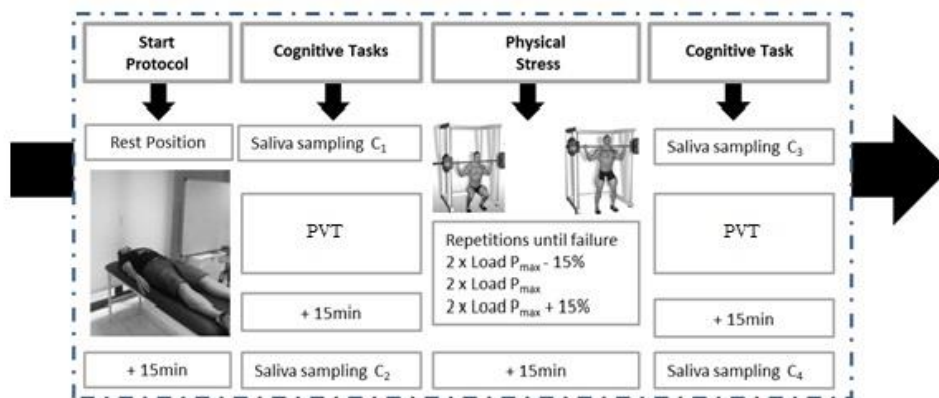 Start
Protocol
Rest Position
+ 15min
Cognitive Tasks
Saliva sampling C₁
PVT
+ 15min
Saliva sampling C₂
Physical
Stress
Repetitions until failure
2 x Load Pₘₐₓ - 15%
2 x Load Pₘₐₓ
2 x Load Pₘₐₓ + 15%
+ 15min
Cognitive Task
Saliva sampling C₃
PVT
+ 15min
Saliva sampling C₄